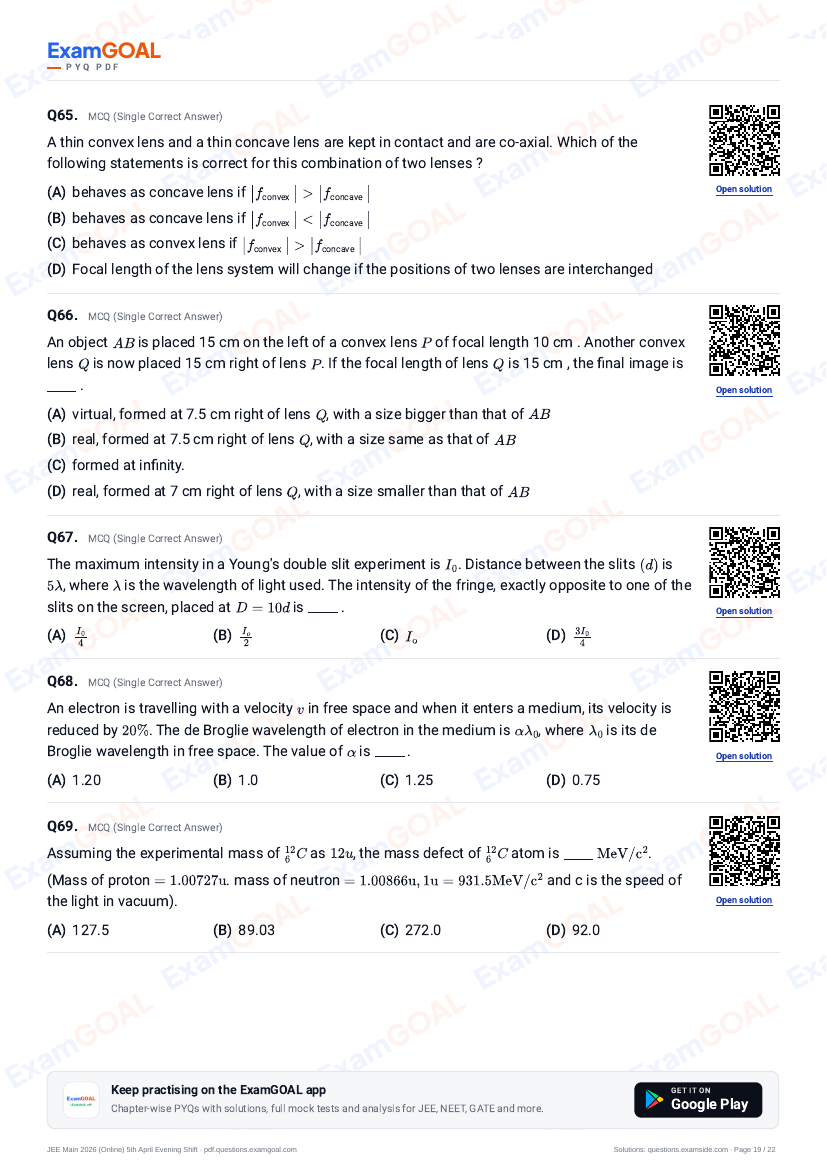 ExamGOAL
PYQ PDF
Q65. MCQ (Single Correct Answer)
A thin convex lens and a thin concave lens are kept in contact and are co-axial. Which of the
following statements is correct for this combination of two lenses ?
Open solution
(A) behaves as concave lens if |f_convex| > |f_concave|
(B) behaves as concave lens if |f_convex| < |f_concave|
(C) behaves as convex lens if |f_convex| > |f_concave|
(D) Focal length of the lens system will change if the positions of two lenses are interchanged
Q66. MCQ (Single Correct Answer)
An object AB is placed 15 cm on the left of a convex lens P of focal length 10 cm . Another convex
lens Q is now placed 15 cm right of lens P. If the focal length of lens Q is 15 cm , the final image is
____ .
Open solution
(A) virtual, formed at 7.5 cm right of lens Q, with a size bigger than that of AB
(B) real, formed at 7.5 cm right of lens Q, with a size same as that of AB
(C) formed at infinity.
(D) real, formed at 7 cm right of lens Q, with a size smaller than that of AB
Q67. MCQ (Single Correct Answer)
The maximum intensity in a Young's double slit experiment is I₀. Distance between the slits (d) is
5λ, where λ is the wavelength of light used. The intensity of the fringe, exactly opposite to one of the
slits on the screen, placed at D = 10d is ____ .
Open solution
(A) I₀/4 (B) I_o/2 (C) I_o (D) 3I₀/4
Q68. MCQ (Single Correct Answer)
An electron is travelling with a velocity v in free space and when it enters a medium, its velocity is
reduced by 20%. The de Broglie wavelength of electron in the medium is αλ₀, where λ₀ is its de
Broglie wavelength in free space. The value of α is ____ .
Open solution
(A) 1.20 (B) 1.0 (C) 1.25 (D) 0.75
Q69. MCQ (Single Correct Answer)
Assuming the experimental mass of ¹²₆C as 12u, the mass defect of ¹²₆C atom is ____ MeV/c².
(Mass of proton = 1.00727u. mass of neutron = 1.00866u, 1u = 931.5MeV/c² and c is the speed of
the light in vacuum).
Open solution
(A) 127.5 (B) 89.03 (C) 272.0 (D) 92.0
Keep practising on the ExamGOAL app
Chapter-wise PYQs with solutions, full mock tests and analysis for JEE, NEET, GATE and more.
GET IT ON
Google Play
JEE Main 2026 (Online) 5th April Evening Shift · pdf.questions.examgoal.com
Solutions: questions.examside.com · Page 19 / 22